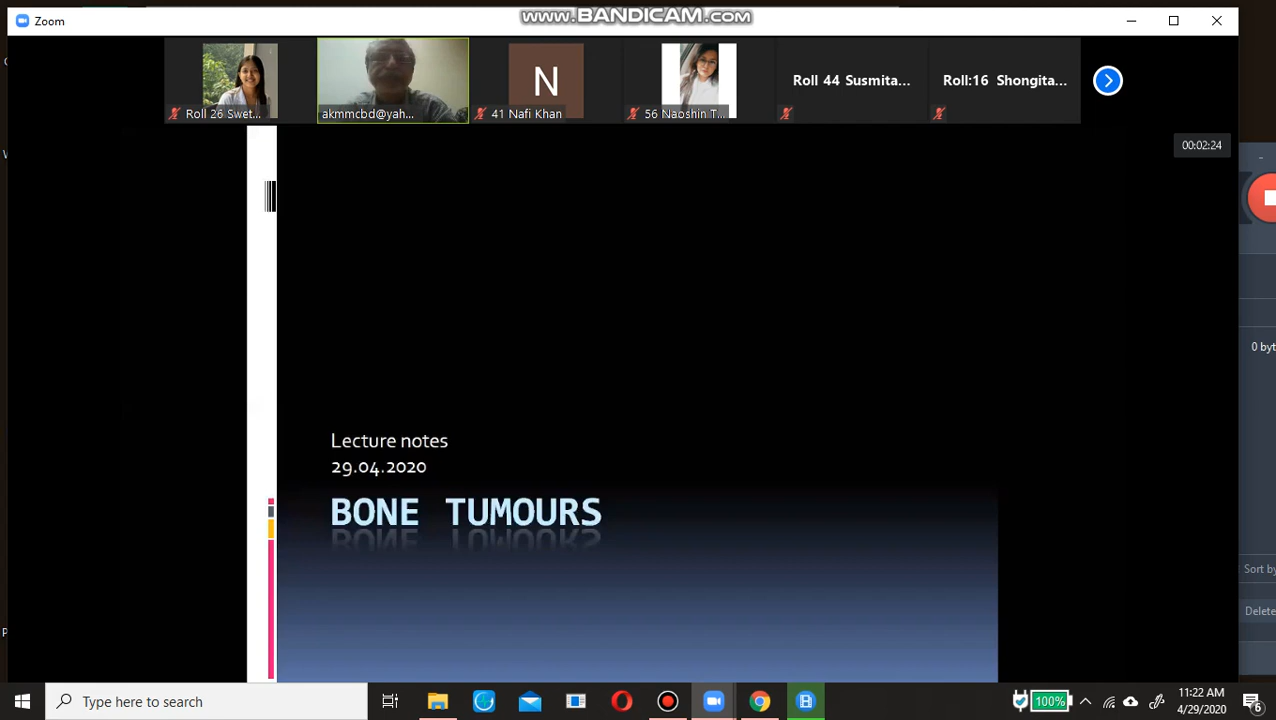 www.BANDICAM.com
Zoom
Roll 26 Swet...
akmmcbd@yah...
N
41 Nafi Khan
56 Naoshin T...
Roll 44 Susmita...
Roll:16 Shongita...
00:02:24
Lecture notes
29.04.2020
BONE TUMOURS
0 byt
Sort by
Delete
Type here to search
100%
11:22 AM
4/29/2020
6